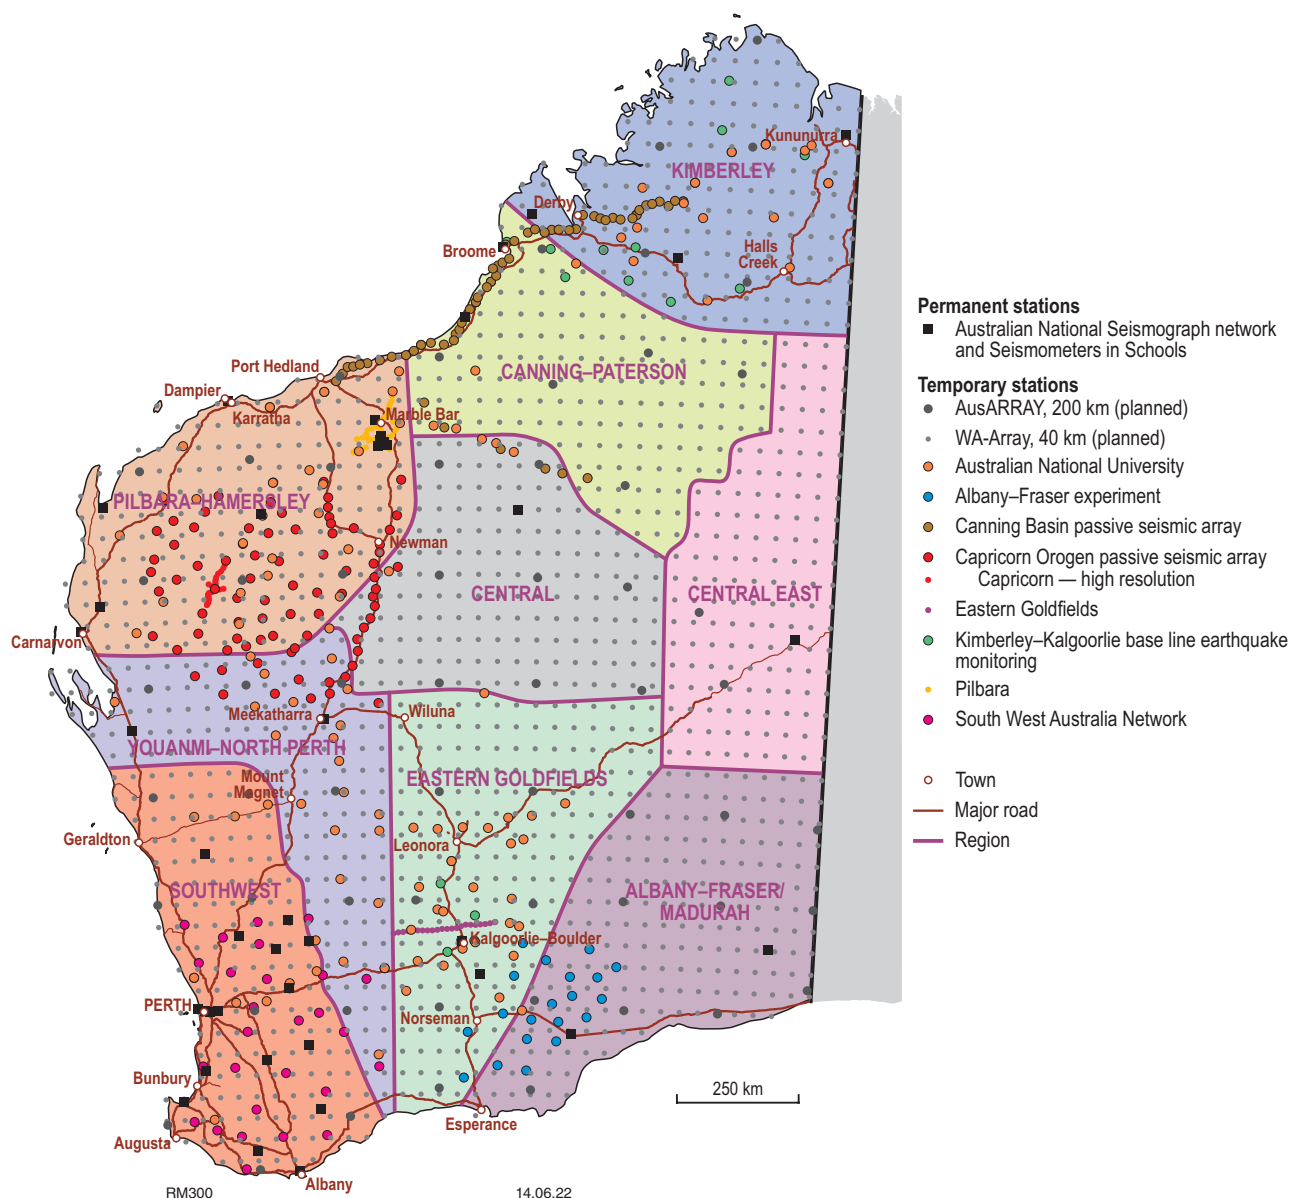 KIMBERLEY
Kununurra
Derby
Broome
Halls
Creek
Port Hedland
CANNING–PATERSON
Dampier
Karratha
Marble Bar
PILBARA–HAMERSLEY
Newman
CENTRAL
CENTRAL EAST
Carnarvon
Meekatharra
Wiluna
YOUANMI–NORTH PERTH
Mount
Magnet
EASTERN GOLDFIELDS
Geraldton
Leonora
SOUTHWEST
ALBANY–FRASER/
MADURAH
Kalgoorlie–Boulder
PERTH
Norseman
Bunbury
250 km
Augusta
Esperance
Albany
RM300
14.06.22
Permanent stations
Australian National Seismograph network
and Seismometers in Schools
Temporary stations
AusARRAY, 200 km (planned)
WA-Array, 40 km (planned)
Australian National University
Albany–Fraser experiment
Canning Basin passive seismic array
Capricorn Orogen passive seismic array
Capricorn — high resolution
Eastern Goldfields
Kimberley–Kalgoorlie base line earthquake
monitoring
Pilbara
South West Australia Network
Town
Major road
Region